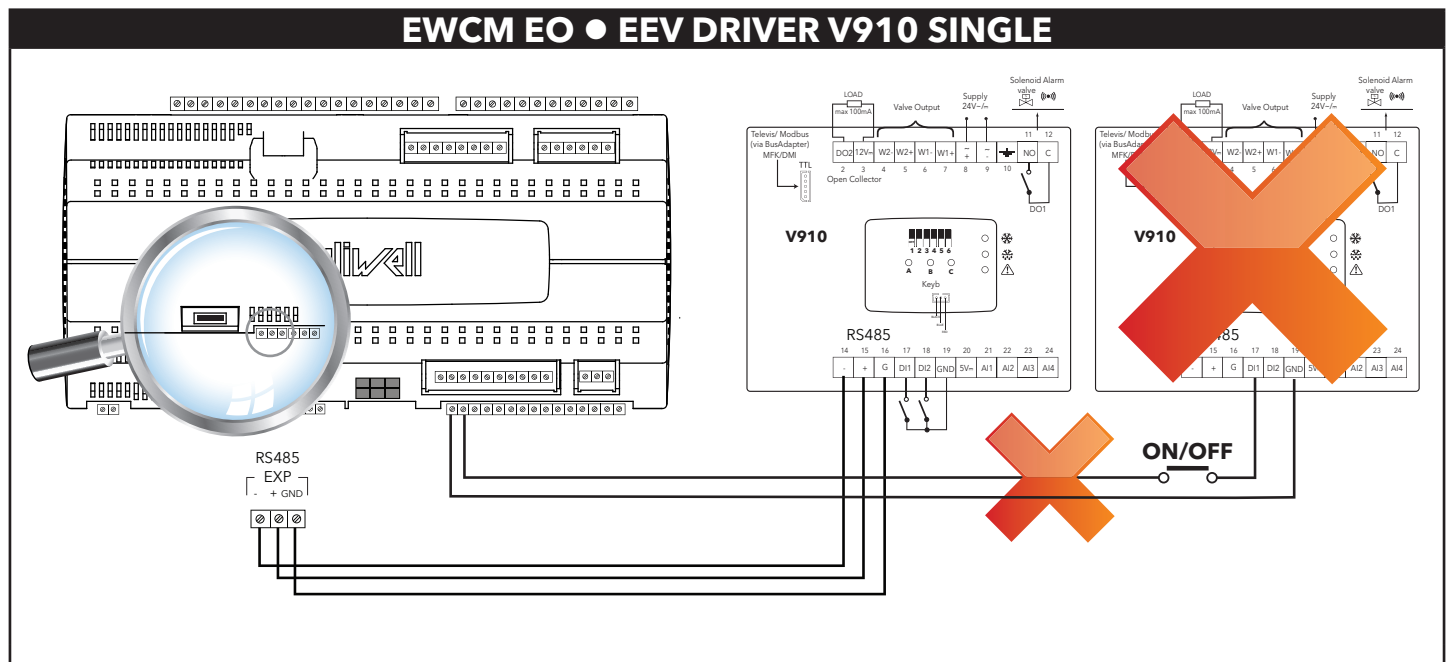 EWCM EO ● EEV DRIVER V910 SINGLE
eliwell
RS485
EXP
- + GND
LOAD
max 100mA
Valve Output
Supply
24V~/⎓
Solenoid Alarm
valve
11 12
Televis/ Modbus
(via BusAdapter)
MFK/DMI
TTL
DO2 12V⎓ W2- W2+ W1- W1+ NO C
2 3 4 5 6 7 8 9 10
Open Collector
DO1
V910
1 2 3 4 5 6
A B C
Keyb
RS485
14 15 16 17 18 19 20 21 22 23 24
- + G DI1 DI2 GND 5V⎓ AI1 AI2 AI3 AI4
LOAD
max 100mA
Valve Output
Supply
24V~/⎓
Solenoid Alarm
valve
11 12
Televis/ Modbus
(via BusAdapter)
MFK/DMI
W2- W2+ W1- NO C
4 5
DO1
V910
RS485
15 16 17 18 19 23 24
- + G DI1 DI2 GND AI2 AI3 AI4
ON/OFF